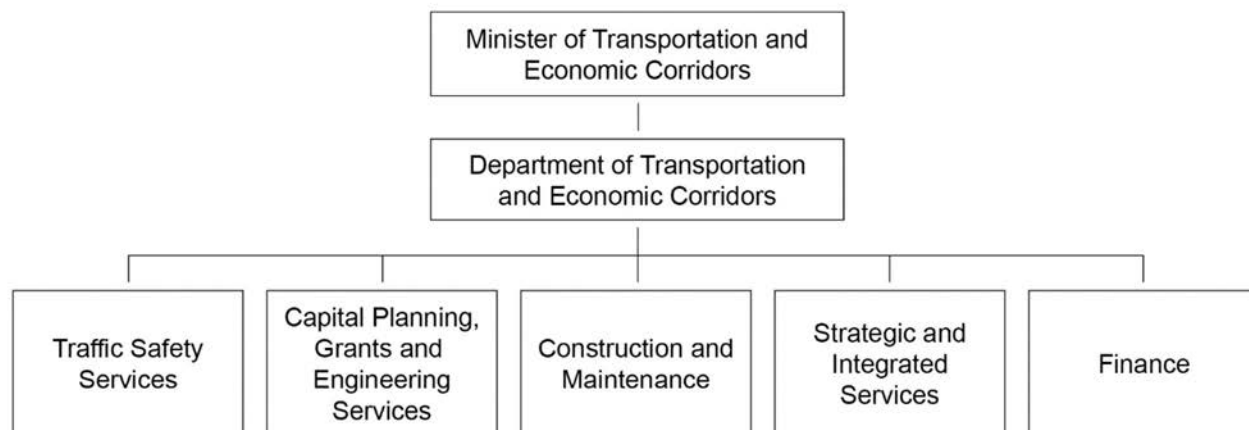 Minister of Transportation and
Economic Corridors
Department of Transportation
and Economic Corridors
Traffic Safety
Services
Capital Planning,
Grants and
Engineering
Services
Construction and
Maintenance
Strategic and
Integrated
Services
Finance